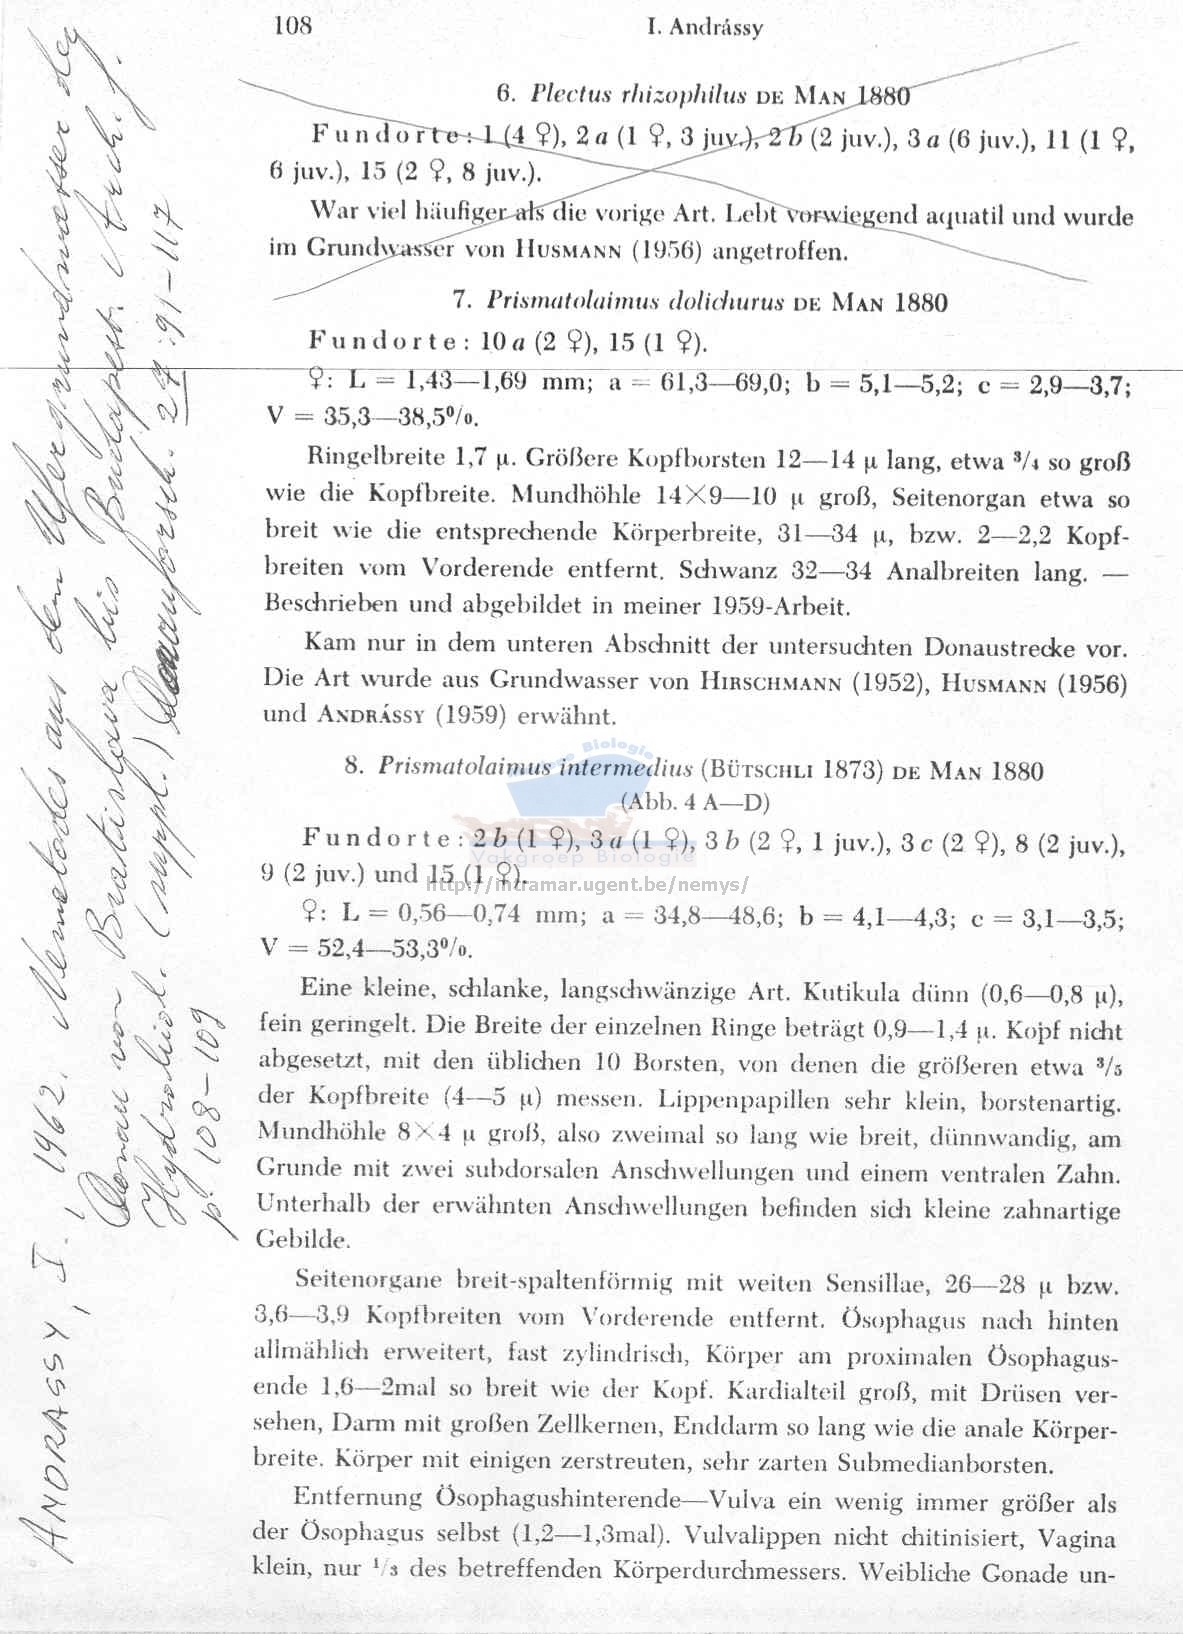 108
I. Andrássy
6. Plectus rhizophilus DE MAN 1880
Fundorte: 1 (4 ♀), 2 a (1 ♀, 3 juv.), 2 b (2 juv.), 3 a (6 juv.), 11 (1 ♀,
6 juv.), 15 (2 ♀, 8 juv.).
War viel häufiger als die vorige Art. Lebt vorwiegend aquatil und wurde
im Grundwasser von HUSMANN (1956) angetroffen.
7. Prismatolaimus dolichurus DE MAN 1880
Fundorte: 10 a (2 ♀), 15 (1 ♀).
♀: L = 1,43—1,69 mm; a = 61,3—69,0; b = 5,1—5,2; c = 2,9—3,7;
V = 35,3—38,5%.
Ringelbreite 1,7 µ. Größere Kopfborsten 12—14 µ lang, etwa 3/4 so groß
wie die Kopfbreite. Mundhöhle 14×9—10 µ groß, Seitenorgan etwa so
breit wie die entsprechende Körperbreite, 31—34 µ, bzw. 2—2,2 Kopf-
breiten vom Vorderende entfernt. Schwanz 32—34 Analbreiten lang. —
Beschrieben und abgebildet in meiner 1959-Arbeit.
Kam nur in dem unteren Abschnitt der untersuchten Donaustrecke vor.
Die Art wurde aus Grundwasser von HIRSCHMANN (1952), HUSMANN (1956)
und ANDRÁSSY (1959) erwähnt.
8. Prismatolaimus intermedius (BÜTSCHLI 1873) DE MAN 1880
(Abb. 4 A—D)
Fundorte: 2 b (1 ♀), 3 a (1 ♀), 3 b (2 ♀, 1 juv.), 3 c (2 ♀), 8 (2 juv.),
9 (2 juv.) und 15 (1 ♀).
♀: L = 0,56—0,74 mm; a = 34,8—48,6; b = 4,1—4,3; c = 3,1—3,5;
V = 52,4—53,3%.
Eine kleine, schlanke, langschwänzige Art. Kutikula dünn (0,6—0,8 µ),
fein geringelt. Die Breite der einzelnen Ringe beträgt 0,9—1,4 µ. Kopf nicht
abgesetzt, mit den üblichen 10 Borsten, von denen die größeren etwa 3/5
der Kopfbreite (4—5 µ) messen. Lippenpapillen sehr klein, borstenartig.
Mundhöhle 8×4 µ groß, also zweimal so lang wie breit, dünnwandig, am
Grunde mit zwei subdorsalen Anschwellungen und einem ventralen Zahn.
Unterhalb der erwähnten Anschwellungen befinden sich kleine zahnartige
Gebilde.
Seitenorgane breit-spaltenförmig mit weiten Sensillae, 26—28 µ bzw.
3,6—3,9 Kopfbreiten vom Vorderende entfernt. Ösophagus nach hinten
allmählich erweitert, fast zylindrisch, Körper am proximalen Ösophagus-
ende 1,6—2mal so breit wie der Kopf. Kardialteil groß, mit Drüsen ver-
sehen, Darm mit großen Zellkernen, Enddarm so lang wie die anale Körper-
breite. Körper mit einigen zerstreuten, sehr zarten Submedianborsten.
Entfernung Ösophagushinterende—Vulva ein wenig immer größer als
der Ösophagus selbst (1,2—1,3mal). Vulvalippen nicht chitinisiert, Vagina
klein, nur 1/3 des betreffenden Körperdurchmessers. Weibliche Gonade un-
ANDRASSY, I., 1962. Nematodes aus dem Ufergrundwasser der
Donau von Bratislava bis Budapest. Arch. f.
Hydrobiol. (suppl.) Donauforsch. 27: 91-117
p. 108-109
Biologie
Vakgroep Biologie
http://intramar.ugent.be/nemys/